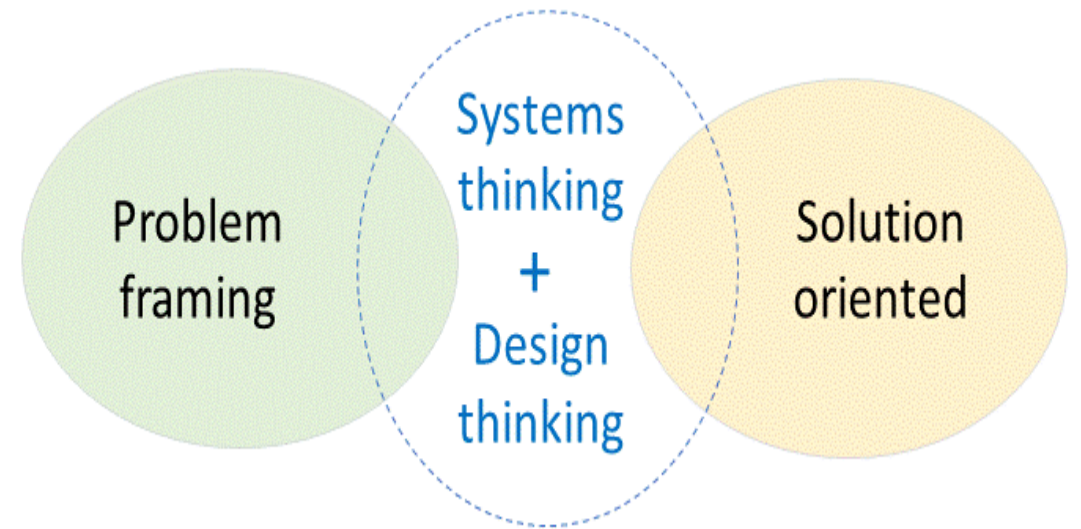 Problem
framing
Systems
thinking
+
Design
thinking
Solution
oriented